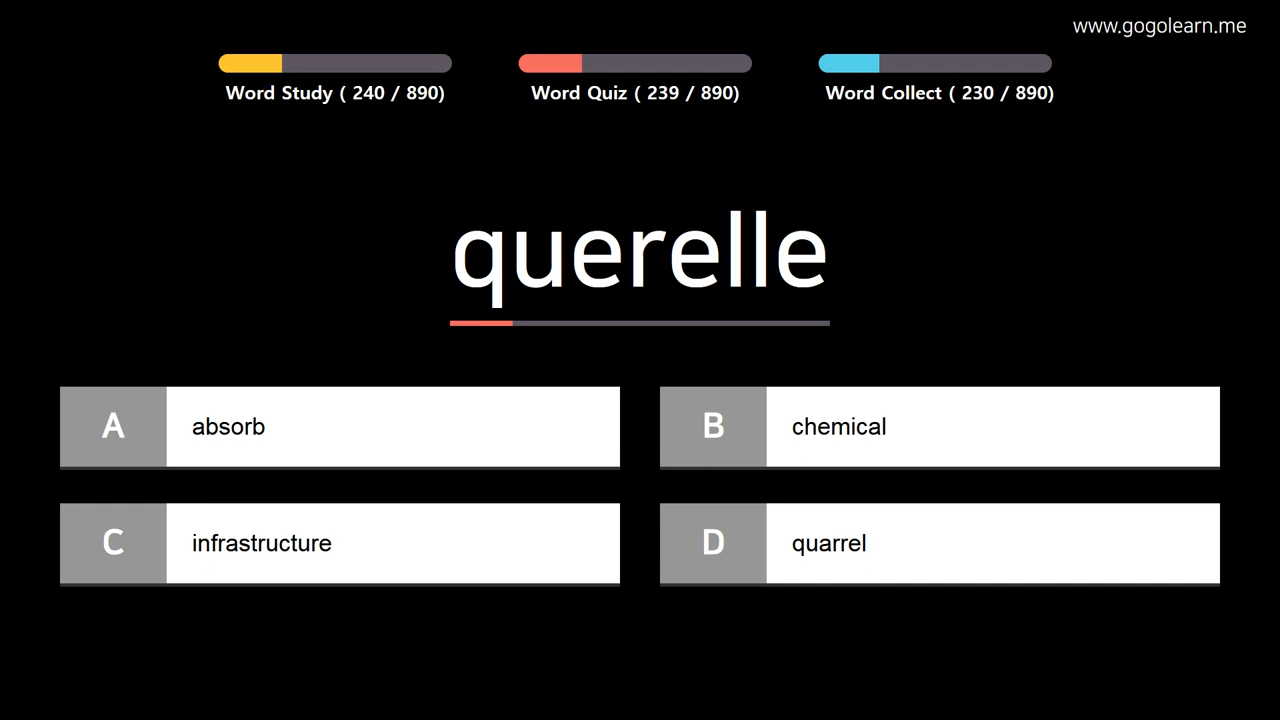 www.gogolearn.me
Word Study ( 240 / 890)
Word Quiz ( 239 / 890)
Word Collect ( 230 / 890)
querelle
A absorb
B chemical
C infrastructure
D quarrel